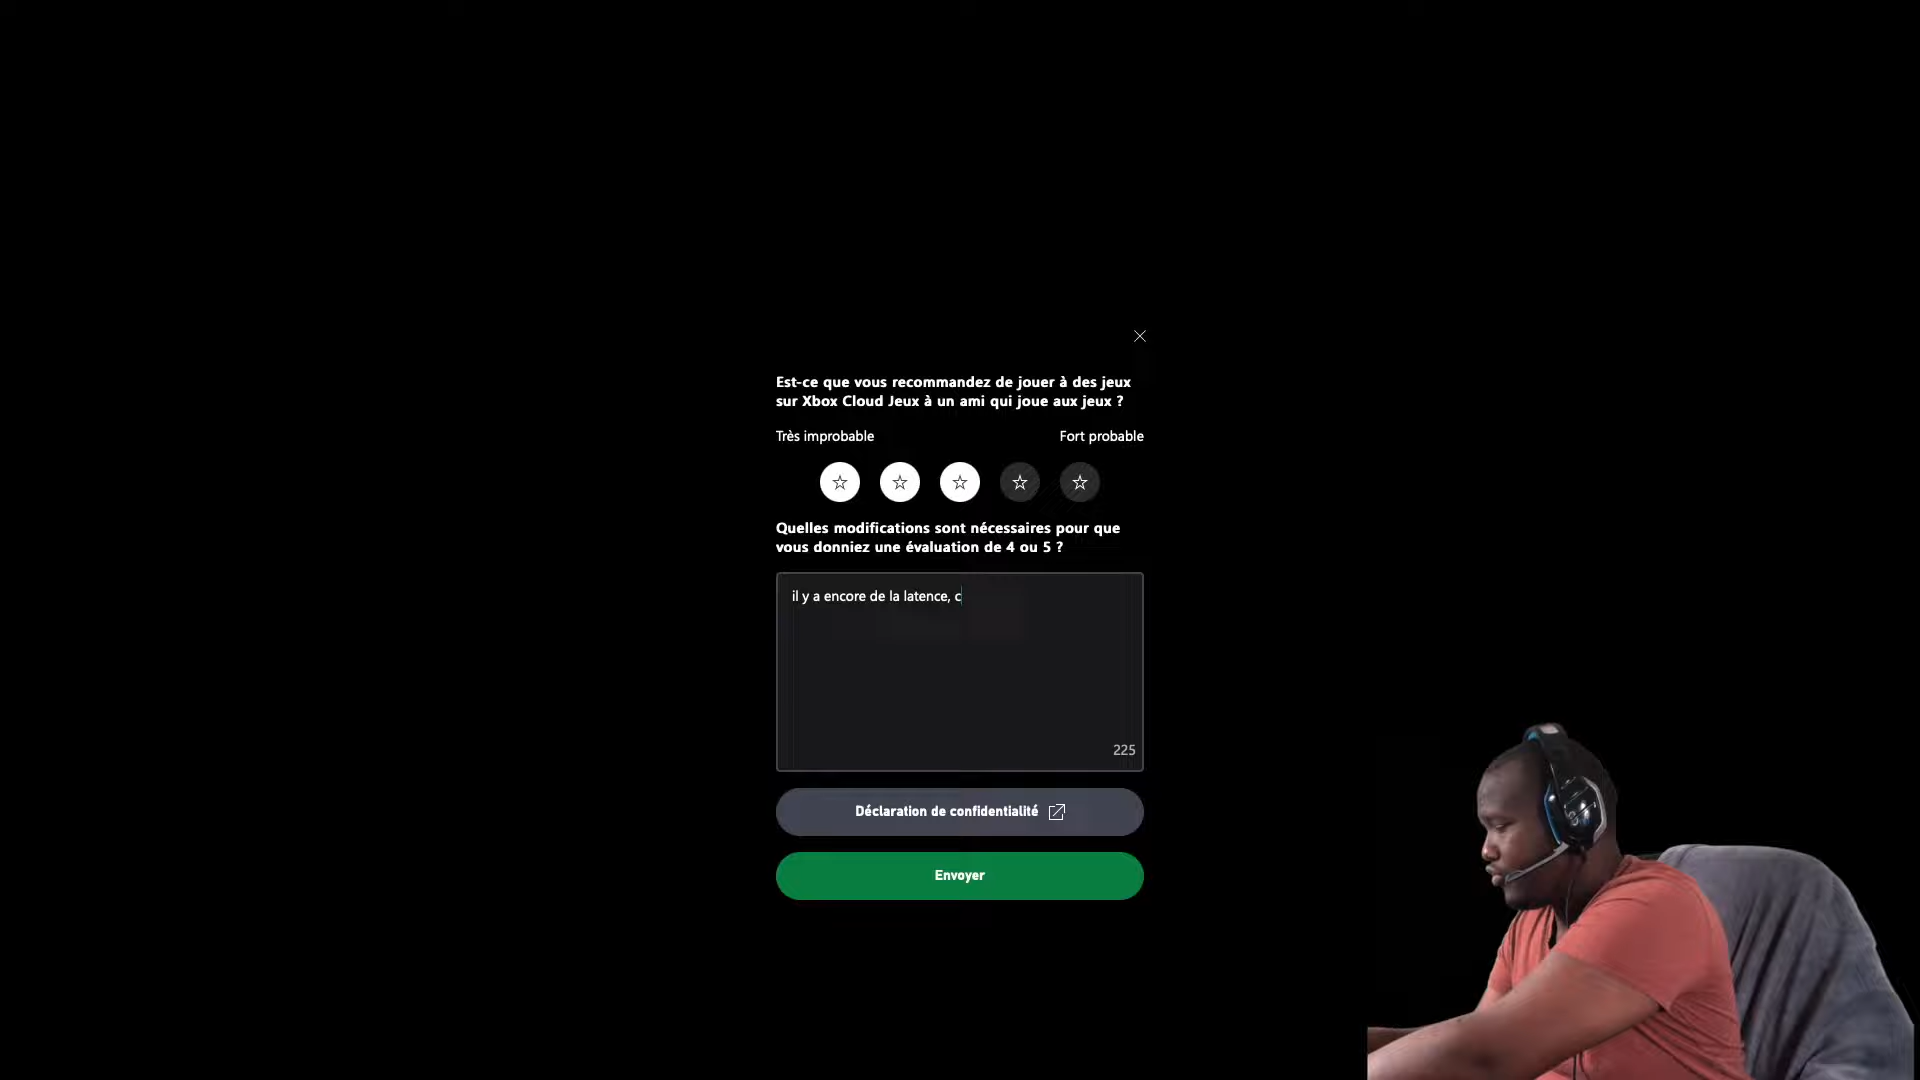 Est-ce que vous recommandez de jouer à des jeux
sur Xbox Cloud Jeux à un ami qui joue aux jeux ?
Très improbable
Fort probable
Quelles modifications sont nécessaires pour que
vous donniez une évaluation de 4 ou 5 ?
il y a encore de la latence, c
225
Déclaration de confidentialité
Envoyer